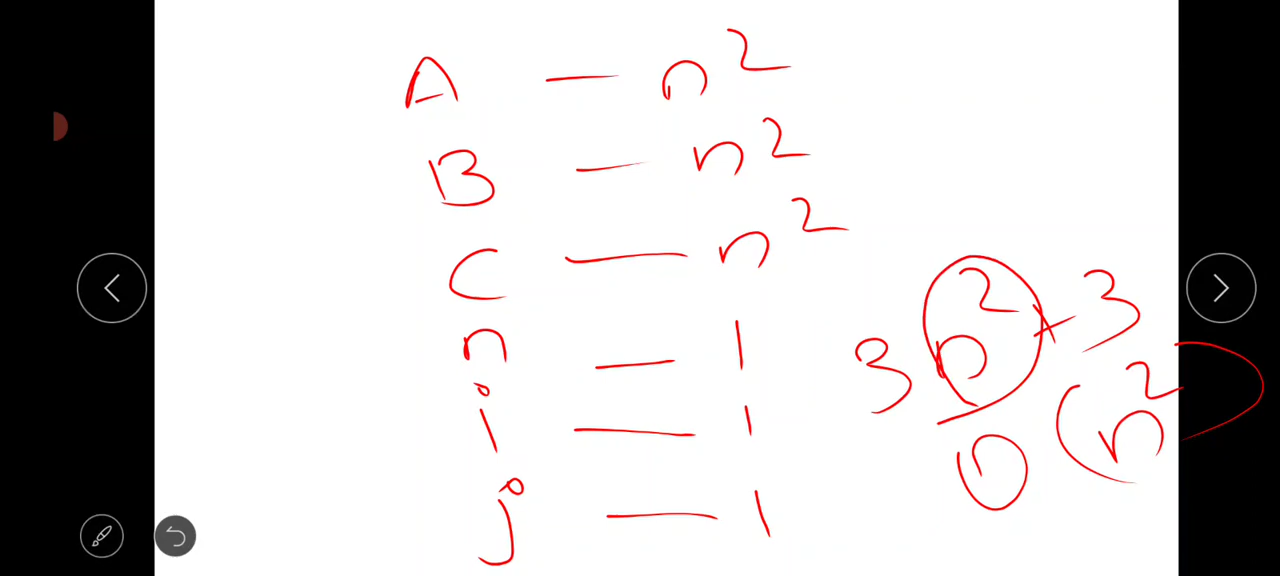 A — n²
B — n²
C — n²
n — 1
i — 1
j — 1
3n² + 3
O(n²)